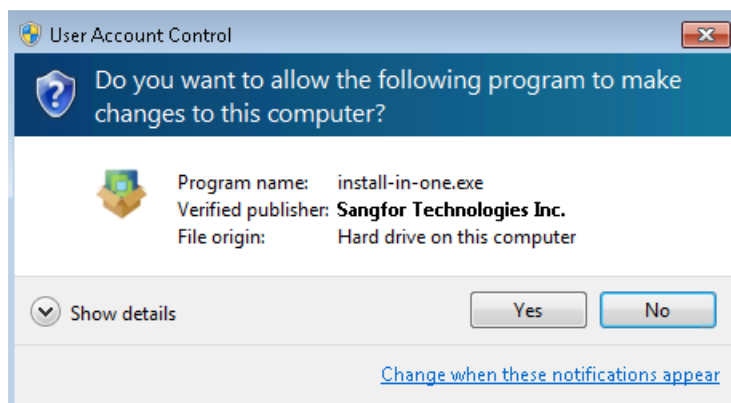 User Account Control
Do you want to allow the following program to make
changes to this computer?
Program name: install-in-one.exe
Verified publisher: Sangfor Technologies Inc.
File origin: Hard drive on this computer
Show details
Yes
No
Change when these notifications appear